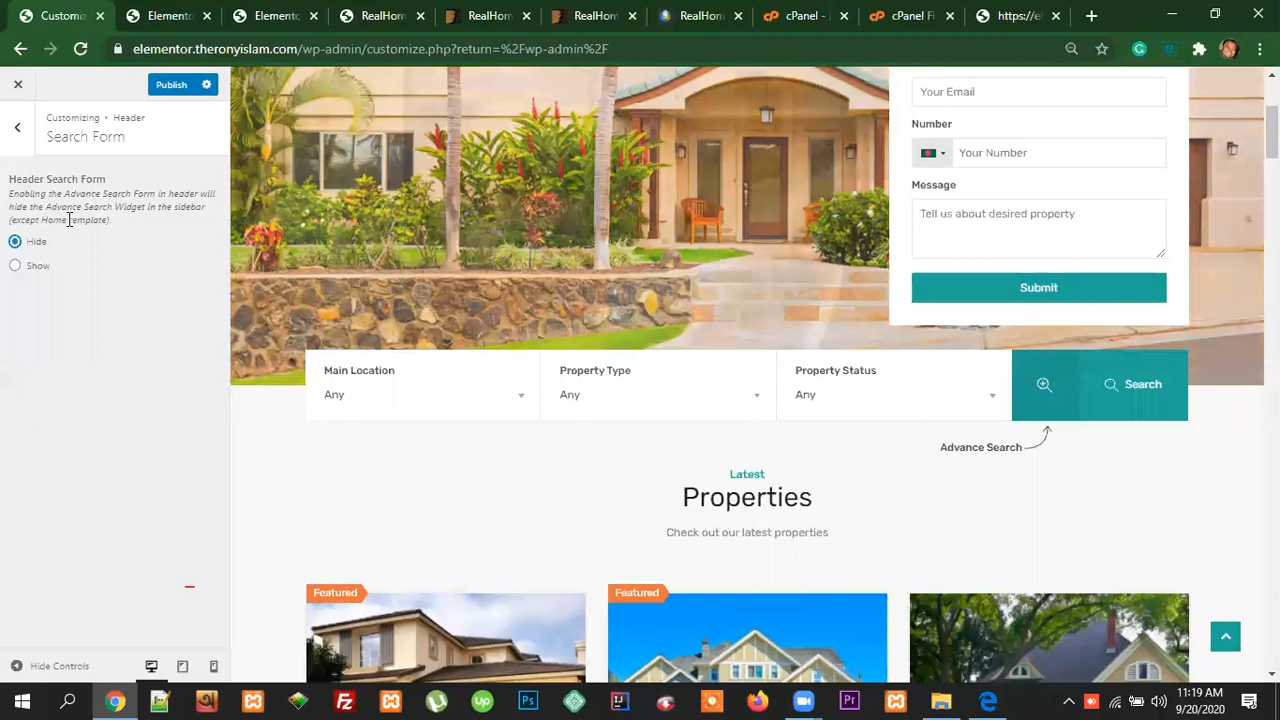 Customi
Elemento
RealHom
RealHom
RealHom
RealHom
cPanel -
cPanel F
https://el
elementor.theronyislam.com/wp-admin/customize.php?return=%2Fwp-admin%2F
Publish
Customizing • Header
Search Form
Header Search Form
Enabling the Advance Search Form in header will
hide the Advance Search Widget in the sidebar
(except Home template).
Hide
Show
Your Email
Number
Your Number
Message
Tell us about desired property
Submit
Main Location
Property Type
Property Status
Any
Any
Any
Search
Advance Search
Latest
Properties
Check out our latest properties
Featured
Featured
Hide Controls
11:19 AM
9/20/2020